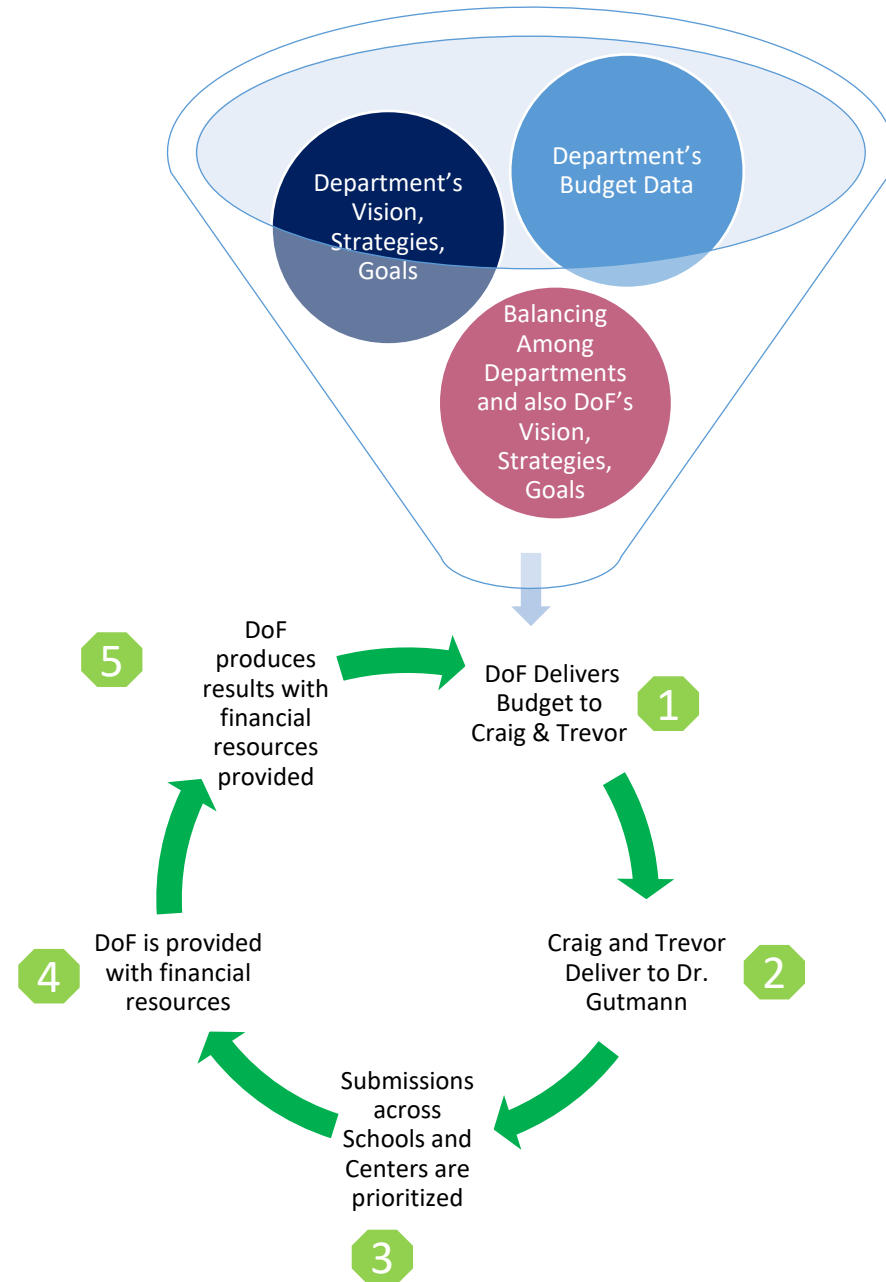 Department's
Vision,
Strategies,
Goals
Department's
Budget Data
Balancing
Among
Departments
and also DoF's
Vision,
Strategies,
Goals
DoF Delivers
Budget to
Craig & Trevor
1
Craig and Trevor
Deliver to Dr.
Gutmann
2
Submissions
across
Schools and
Centers are
prioritized
3
DoF is provided
with financial
resources
4
DoF
produces
results with
financial
resources
provided
5